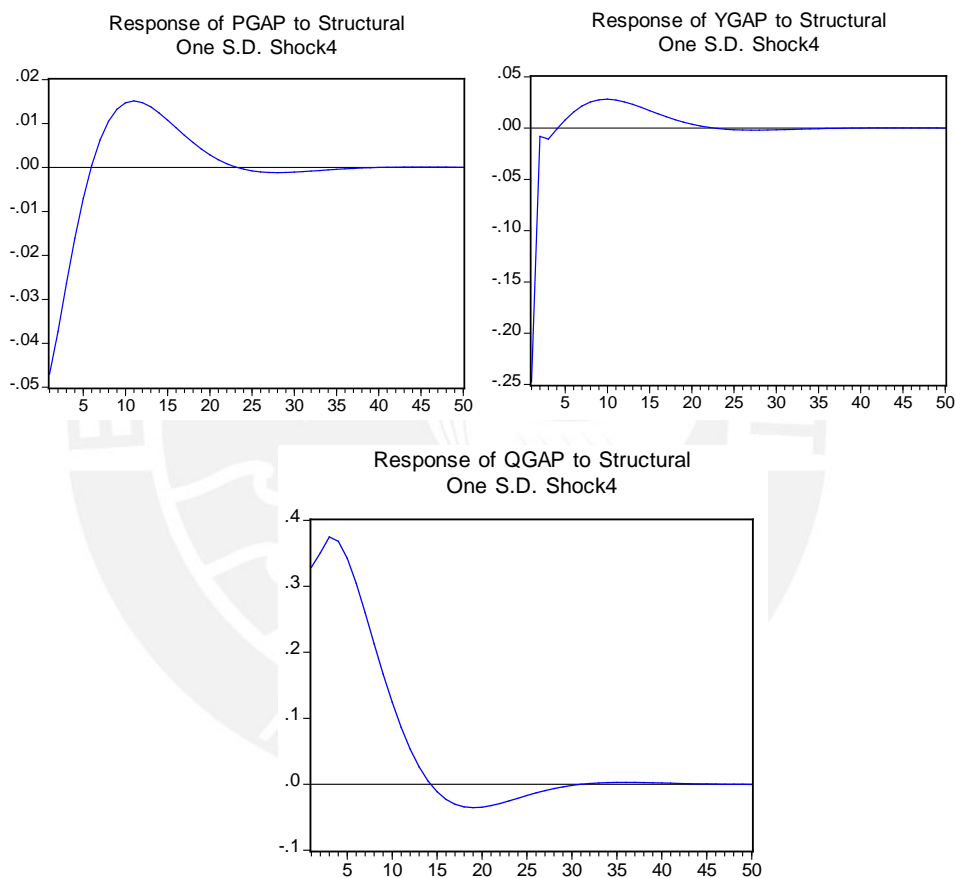 Response of PGAP to Structural
One S.D. Shock4
.02
.01
.00
-.01
-.02
-.03
-.04
-.05
5 10 15 20 25 30 35 40 45 50
Response of YGAP to Structural
One S.D. Shock4
.05
.00
-.05
-.10
-.15
-.20
-.25
5 10 15 20 25 30 35 40 45 50
Response of QGAP to Structural
One S.D. Shock4
.4
.3
.2
.1
.0
-.1
5 10 15 20 25 30 35 40 45 50